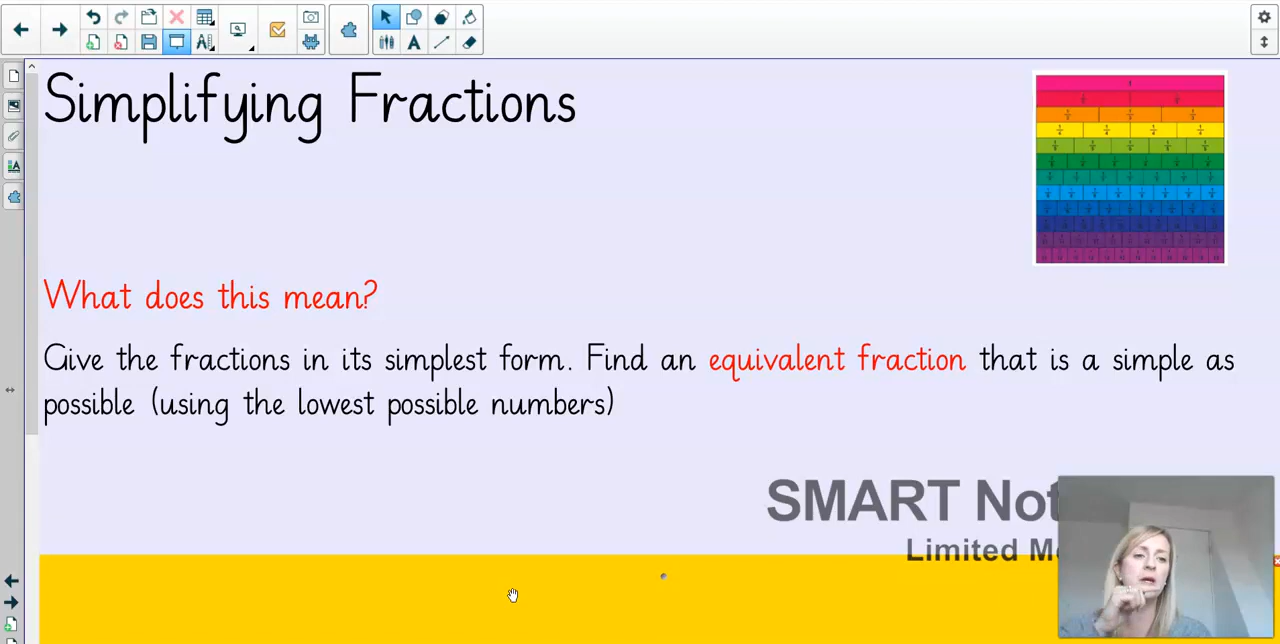 Simplifying Fractions
What does this mean?
Give the fractions in its simplest form. Find an equivalent fraction that is a simple as
possible (using the lowest possible numbers)
SMART Not
Limited Mo